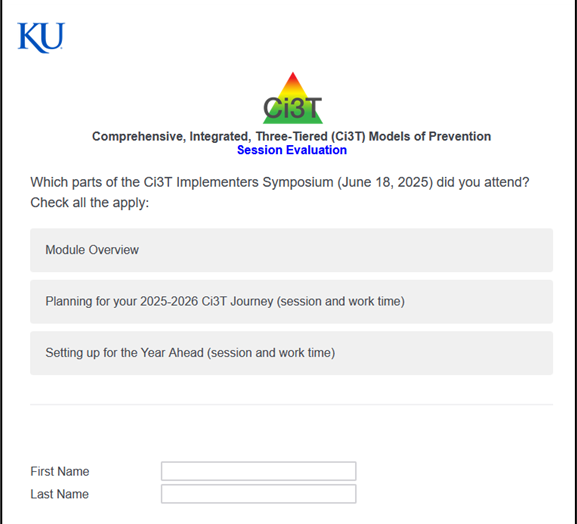 KU
Ci3T
Comprehensive, Integrated, Three-Tiered (Ci3T) Models of Prevention
Session Evaluation
Which parts of the Ci3T Implementers Symposium (June 18, 2025) did you attend?
Check all the apply:
Module Overview
Planning for your 2025-2026 Ci3T Journey (session and work time)
Setting up for the Year Ahead (session and work time)
First Name
Last Name